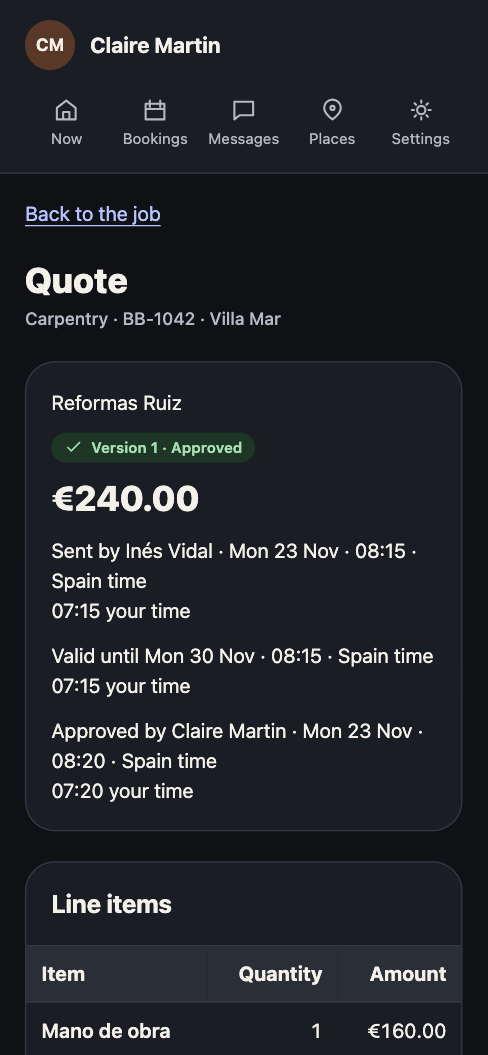 CM
Claire Martin
Now
Bookings
Messages
Places
Settings
Back to the job
Quote
Carpentry · BB-1042 · Villa Mar
Reformas Ruiz
Version 1 · Approved
€240.00
Sent by Inés Vidal · Mon 23 Nov · 08:15 ·
Spain time
07:15 your time
Valid until Mon 30 Nov · 08:15 · Spain time
07:15 your time
Approved by Claire Martin · Mon 23 Nov ·
08:20 · Spain time
07:20 your time
Line items
Item Quantity Amount
Mano de obra 1 €160.00